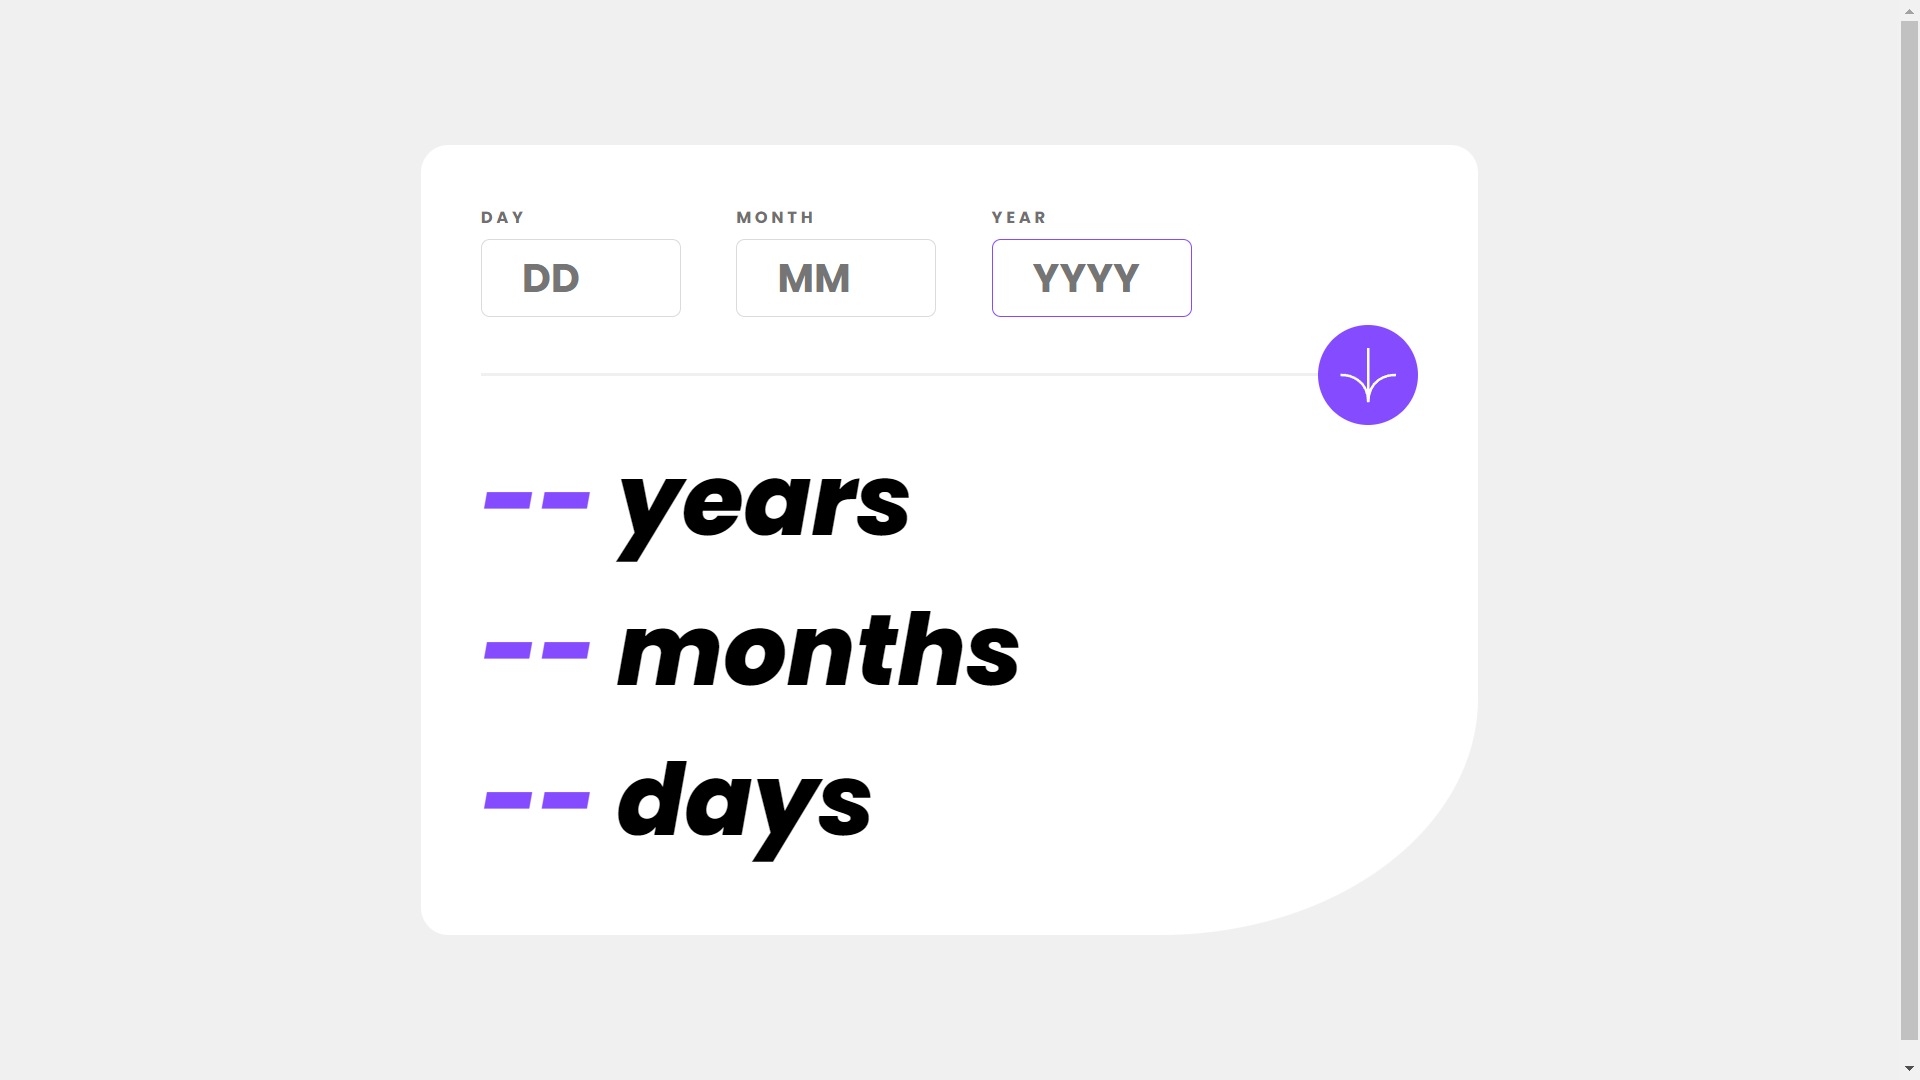 DAY MONTH YEAR
DD MM YYYY
-- years
-- months
-- days